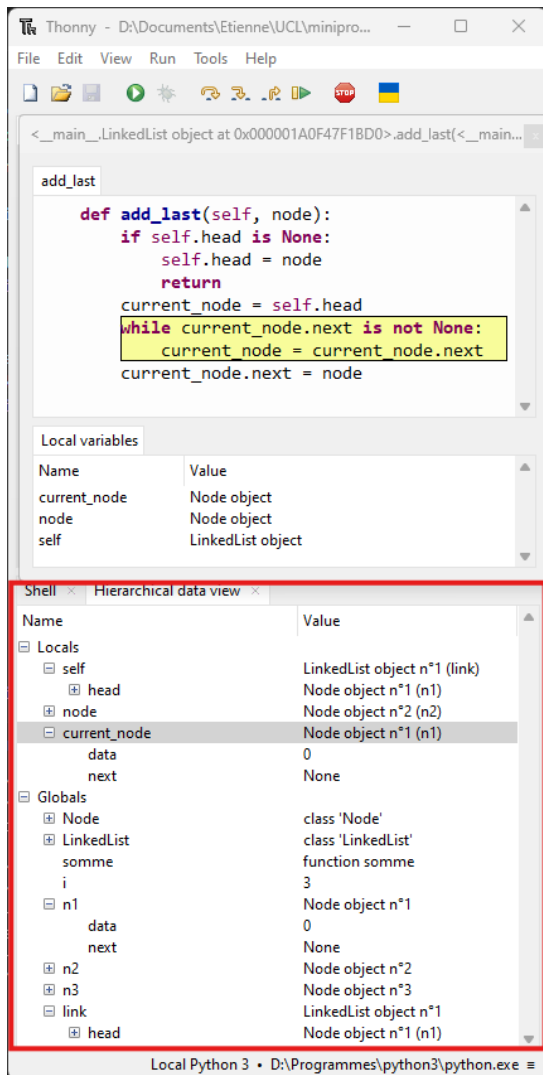 Thonny - D:\Documents\Etienne\UCL\minipro...
File Edit View Run Tools Help
STOP
<__main__.LinkedList object at 0x000001A0F47F1BD0>.add_last(<__main...
add_last
def add_last(self, node):
if self.head is None:
self.head = node
return
current_node = self.head
while current_node.next is not None:
current_node = current_node.next
current_node.next = node
Local variables
Name Value
current_node Node object
node Node object
self LinkedList object
Shell Hierarchical data view
Name Value
Locals
self LinkedList object n°1 (link)
head Node object n°1 (n1)
node Node object n°2 (n2)
current_node Node object n°1 (n1)
data 0
next None
Globals
Node class 'Node'
LinkedList class 'LinkedList'
somme function somme
i 3
n1 Node object n°1
data 0
next None
n2 Node object n°2
n3 Node object n°3
link LinkedList object n°1
head Node object n°1 (n1)
Local Python 3 • D:\Programmes\python3\python.exe ≡